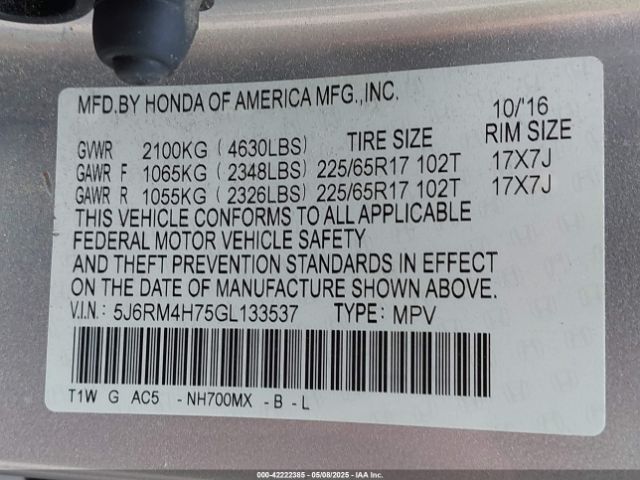 MFD.BY HONDA OF AMERICA MFG.,INC. 10/'16
GVWR 2100KG ( 4630LBS) TIRE SIZE RIM SIZE
GAWR F 1065KG ( 2348LBS) 225/65R17 102T 17X7J
GAWR R 1055KG ( 2326LBS) 225/65R17 102T 17X7J
THIS VEHICLE CONFORMS TO ALL APPLICABLE
FEDERAL MOTOR VEHICLE SAFETY
AND THEFT PREVENTION STANDARDS IN EFFECT
ON THE DATE OF MANUFACTURE SHOWN ABOVE.
V.I.N: 5J6RM4H75GL133537 TYPE: MPV
T1W G AC5 -NH700MX -B -L
000-42222385 | 05/08/2025 | IAA Inc.